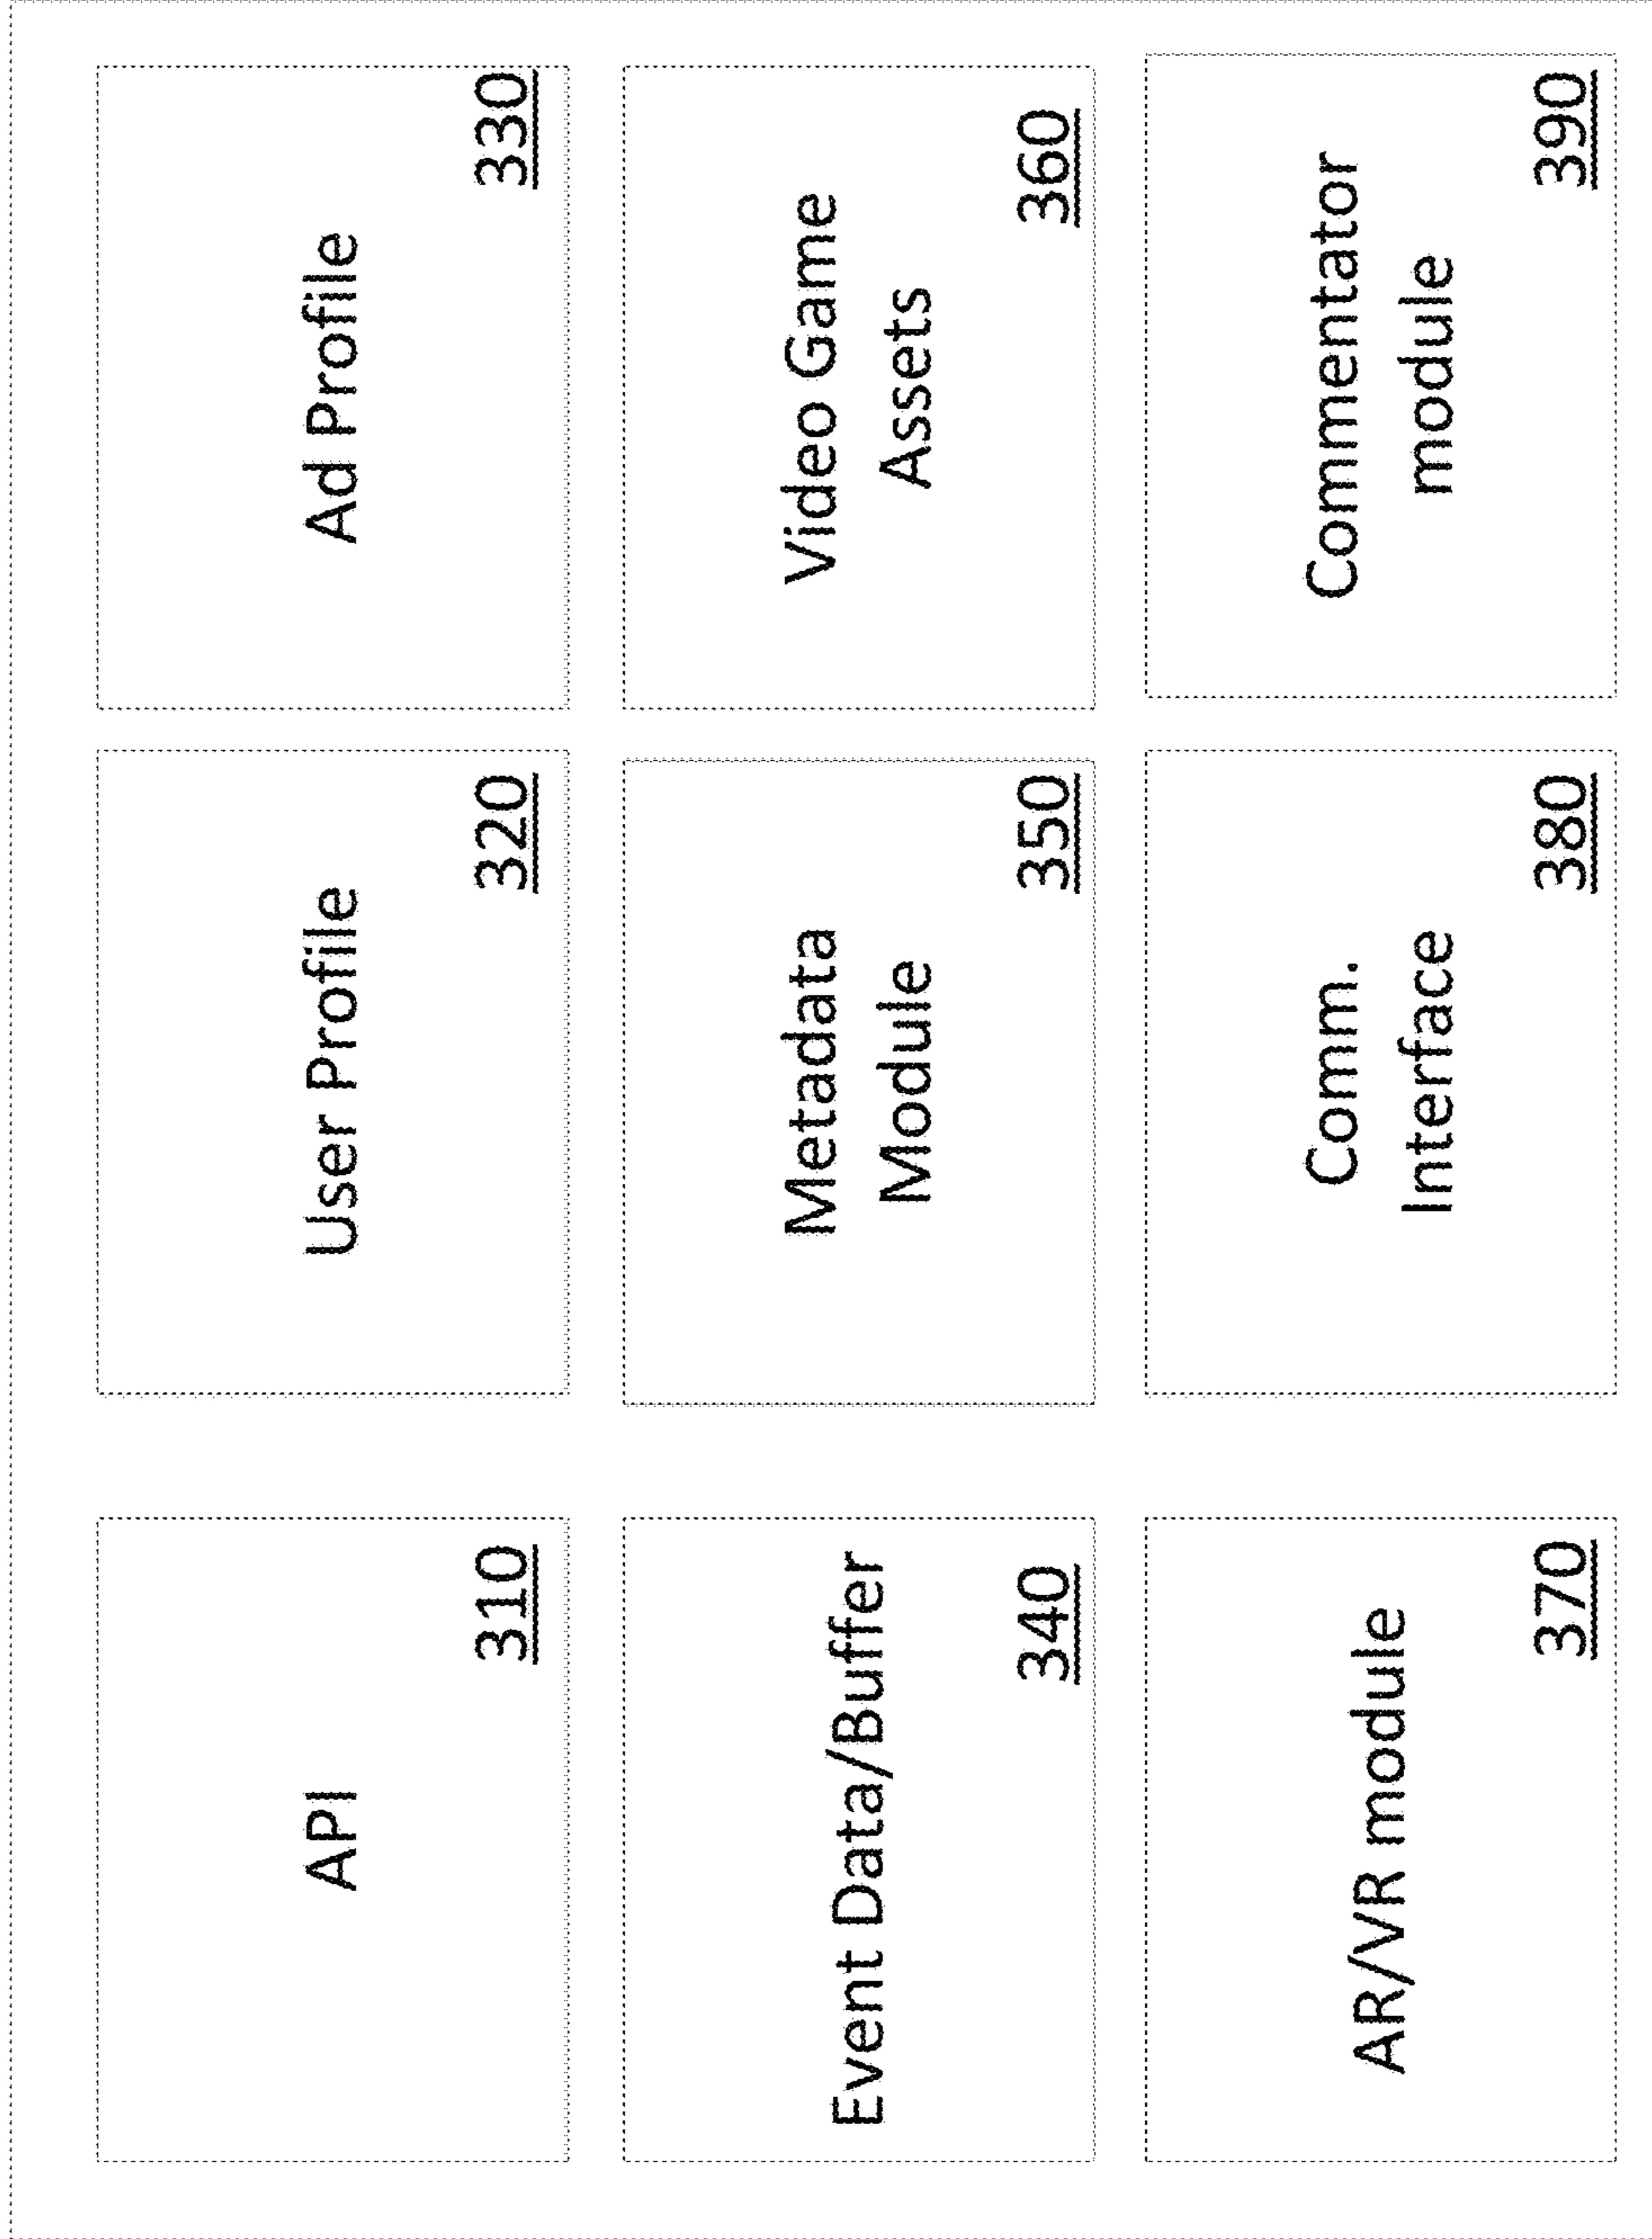 API
310
User Profile
320
Ad Profile
330
Event Data/Buffer
340
Metadata
Module
350
Video Game
Assets
360
AR/VR module
370
Comm.
Interface
380
Commentator
module
390